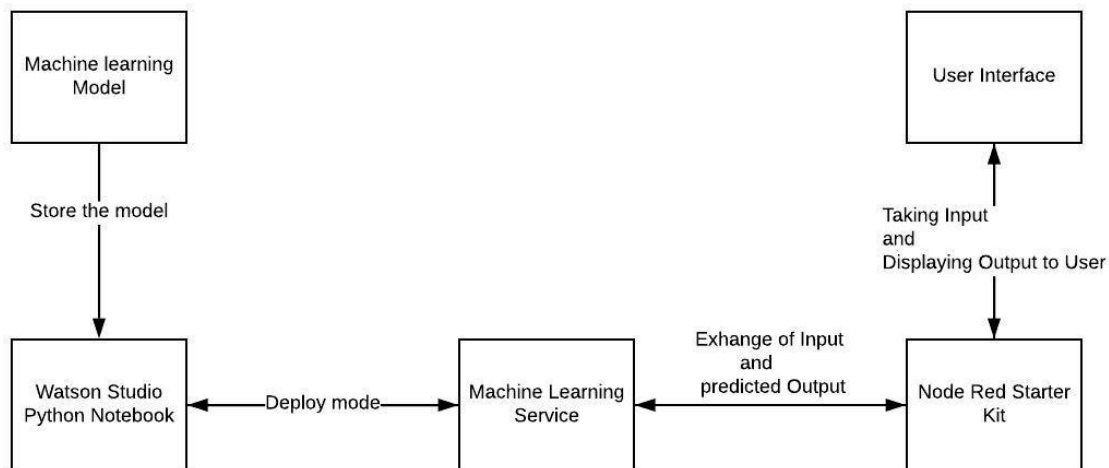 Machine learning
Model
User Interface
Store the model
Taking Input
and
Displaying Output to User
Watson Studio
Python Notebook
Deploy mode
Machine Learning
Service
Exhange of Input
and
predicted Output
Node Red Starter
Kit